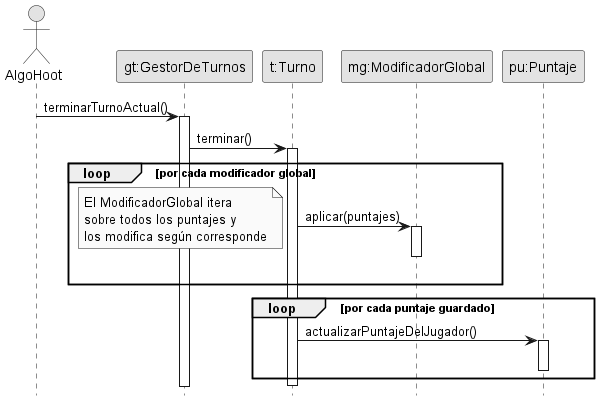 AlgoHoot
gt:GestorDeTurnos
t:Turno
mg:ModificadorGlobal
pu:Puntaje
terminarTurnoActual()
terminar()
loop [por cada modificador global]
El ModificadorGlobal itera
sobre todos los puntajes y
los modifica según corresponde
aplicar(puntajes)
loop [por cada puntaje guardado]
actualizarPuntajeDelJugador()